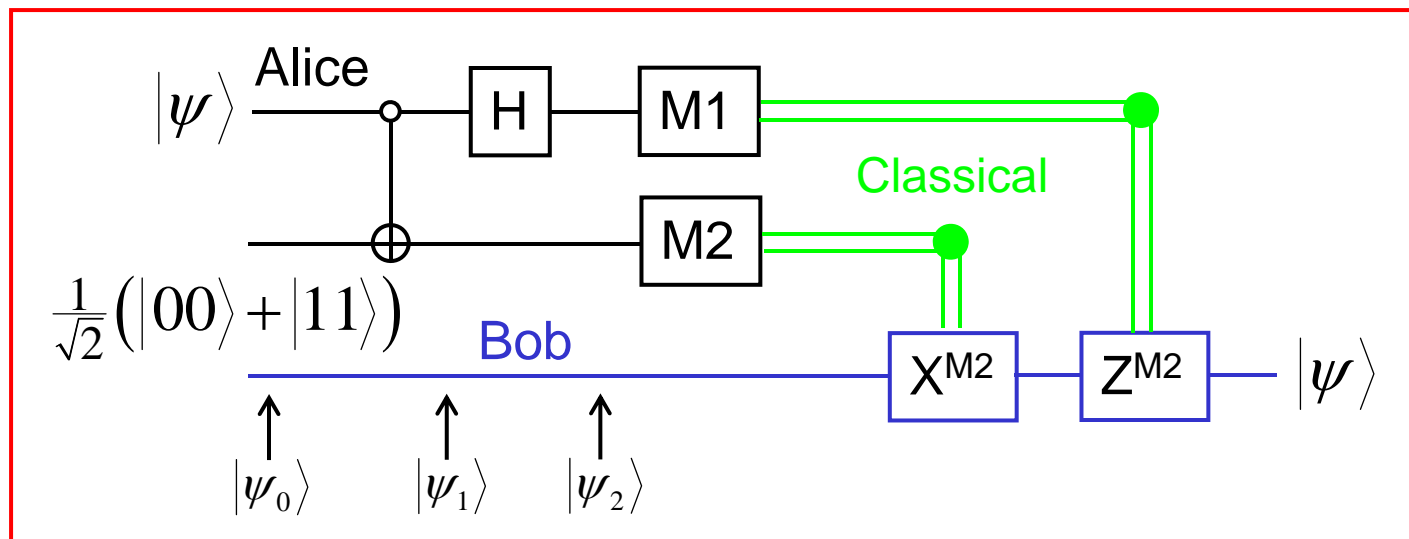 Alice
|ψ⟩
H
M1
Classical
M2
1/√2 (|00⟩ + |11⟩)
Bob
X^M2
Z^M2
|ψ⟩
|ψ₀⟩
|ψ₁⟩
|ψ₂⟩